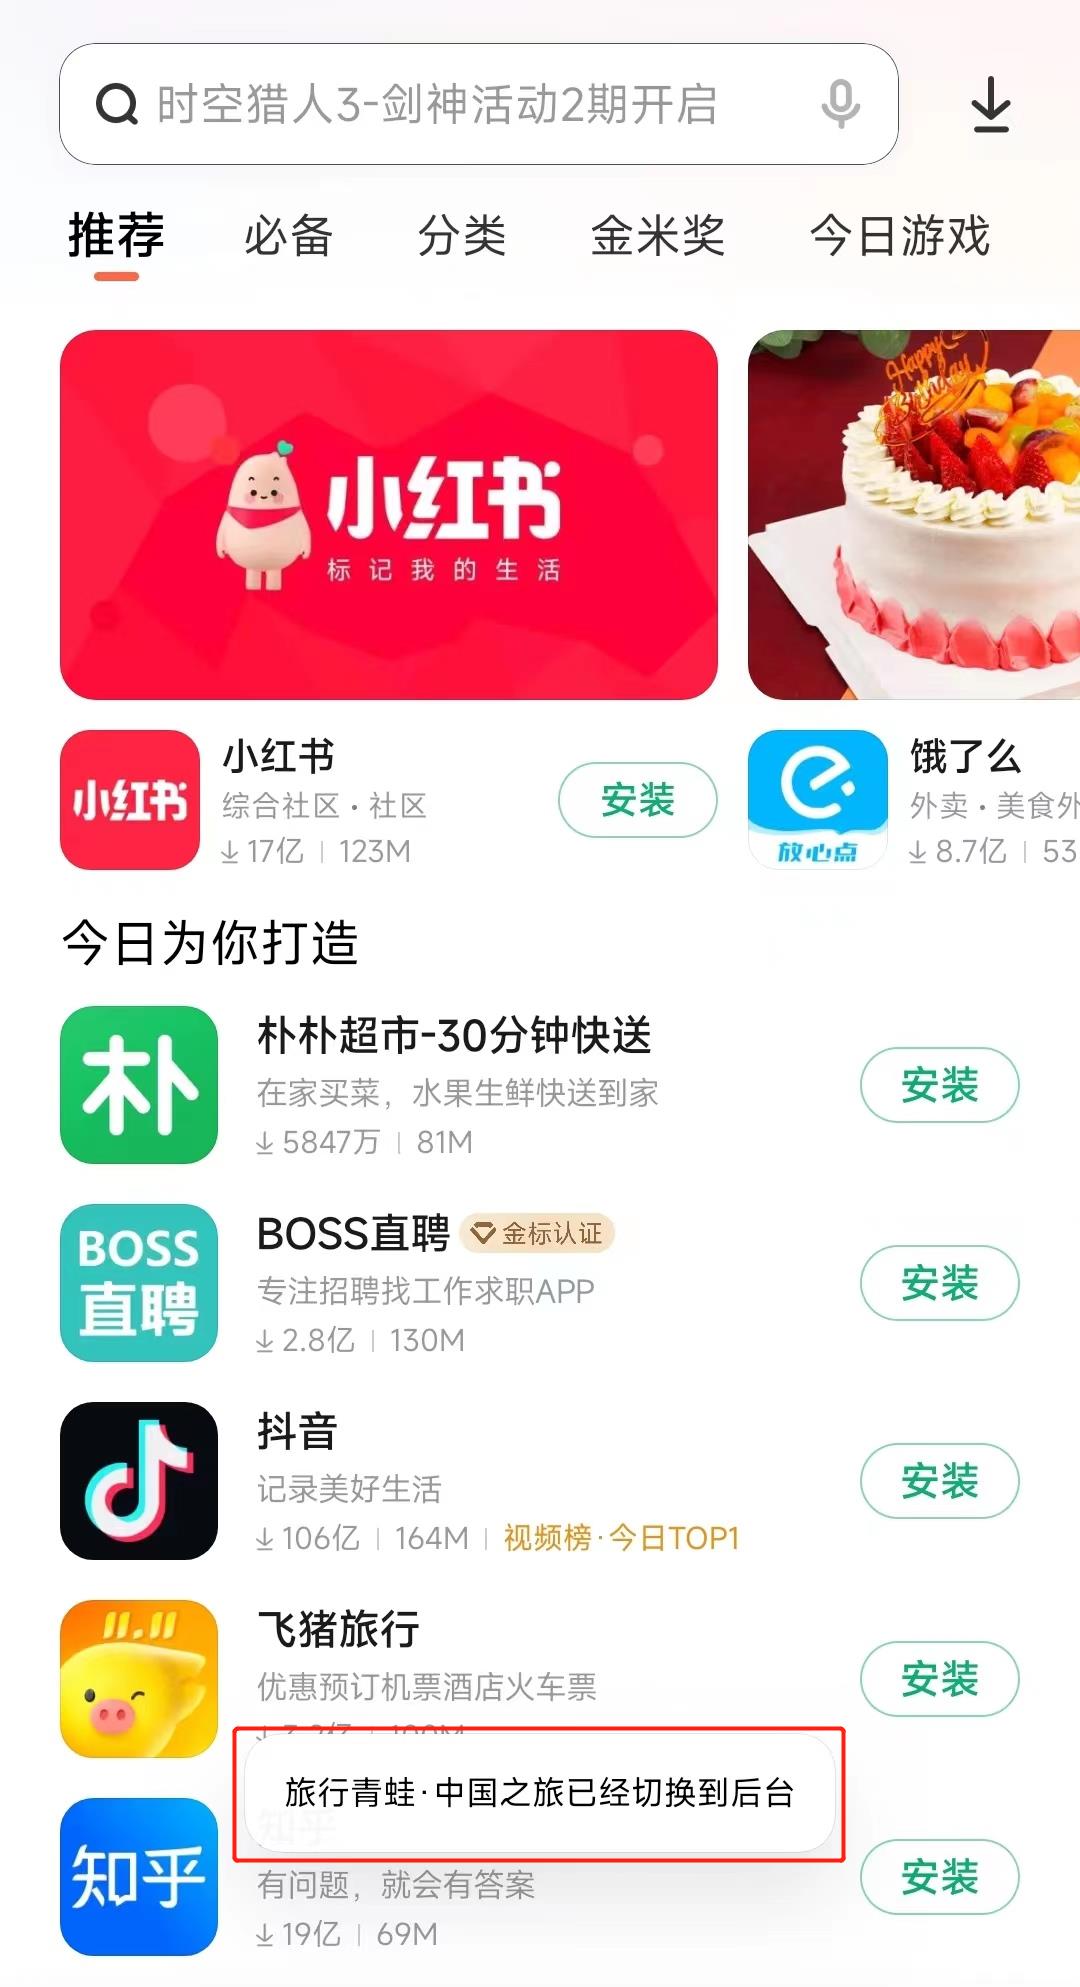 时空猎人3-剑神活动2期开启
推荐 必备 分类 金米奖 今日游戏
小红书
标记我的生活
Happy Birthday
小红书
小红书
综合社区·社区
17亿 | 123M
安装
放心点
饿了么
外卖·美食外
8.7亿 | 53
今日为你打造
朴
朴朴超市-30分钟快送
在家买菜，水果生鲜快送到家
5847万 | 81M
安装
BOSS
直聘
BOSS直聘 金标认证
专注招聘找工作求职APP
2.8亿 | 130M
安装
抖音
记录美好生活
106亿 | 164M | 视频榜·今日TOP1
安装
11.11
飞猪旅行
优惠预订机票酒店火车票
安装
旅行青蛙·中国之旅已经切换到后台
知乎
知乎
有问题，就会有答案
19亿 | 69M
安装